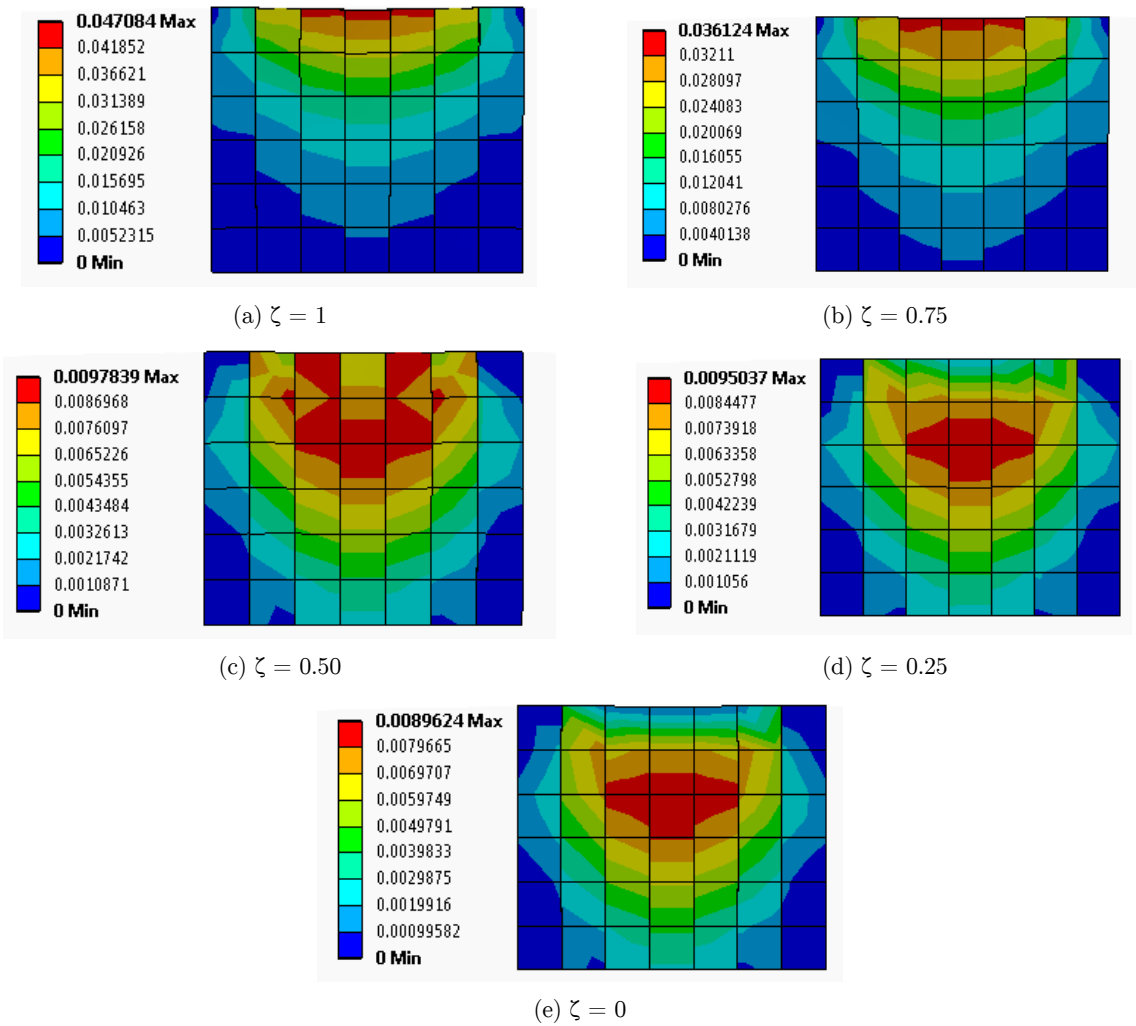 0.047084 Max
0.041852
0.036621
0.031389
0.026158
0.020926
0.015695
0.010463
0.0052315
0 Min
(a) ζ = 1
0.036124 Max
0.03211
0.028097
0.024083
0.020069
0.016055
0.012041
0.0080276
0.0040138
0 Min
(b) ζ = 0.75
0.0097839 Max
0.0086968
0.0076097
0.0065226
0.0054355
0.0043484
0.0032613
0.0021742
0.0010871
0 Min
(c) ζ = 0.50
0.0095037 Max
0.0084477
0.0073918
0.0063358
0.0052798
0.0042239
0.0031679
0.0021119
0.001056
0 Min
(d) ζ = 0.25
0.0089624 Max
0.0079665
0.0069707
0.0059749
0.0049791
0.0039833
0.0029875
0.0019916
0.00099582
0 Min
(e) ζ = 0